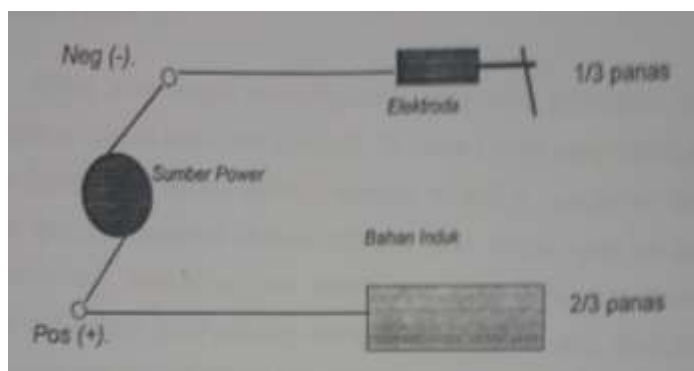 Neg (-).
1/3 panas
Elektroda
Sumber Power
Bahan Induk
2/3 panas
Pos (+).